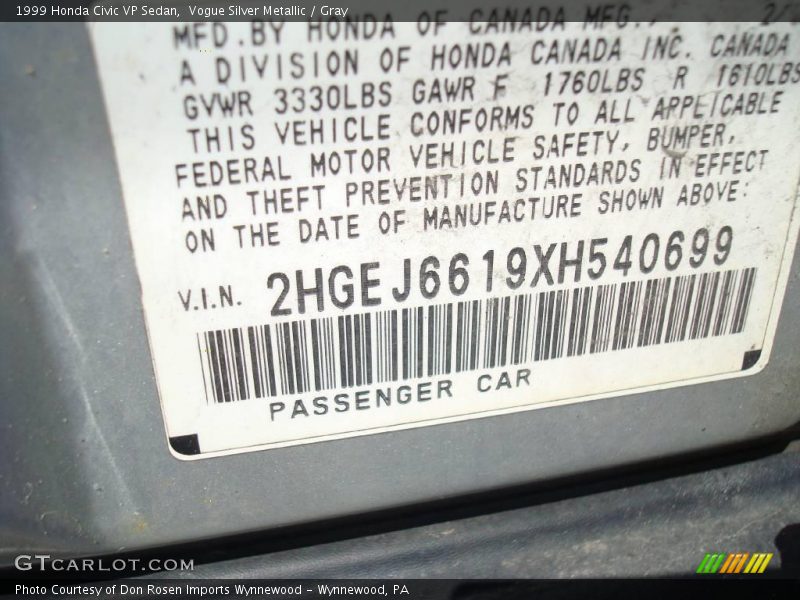 1999 Honda Civic VP Sedan, Vogue Silver Metallic / Gray
MFD.BY HONDA OF CANADA MFG.,
A DIVISION OF HONDA CANADA INC. CANADA
GVWR 3330LBS GAWR F 1760LBS R 1610LBS
THIS VEHICLE CONFORMS TO ALL APPLICABLE
FEDERAL MOTOR VEHICLE SAFETY, BUMPER,
AND THEFT PREVENTION STANDARDS IN EFFECT
ON THE DATE OF MANUFACTURE SHOWN ABOVE:
V.I.N. 2HGEJ6619XH540699
PASSENGER CAR
GTCARLOT.COM
Photo Courtesy of Don Rosen Imports Wynnewood – Wynnewood, PA